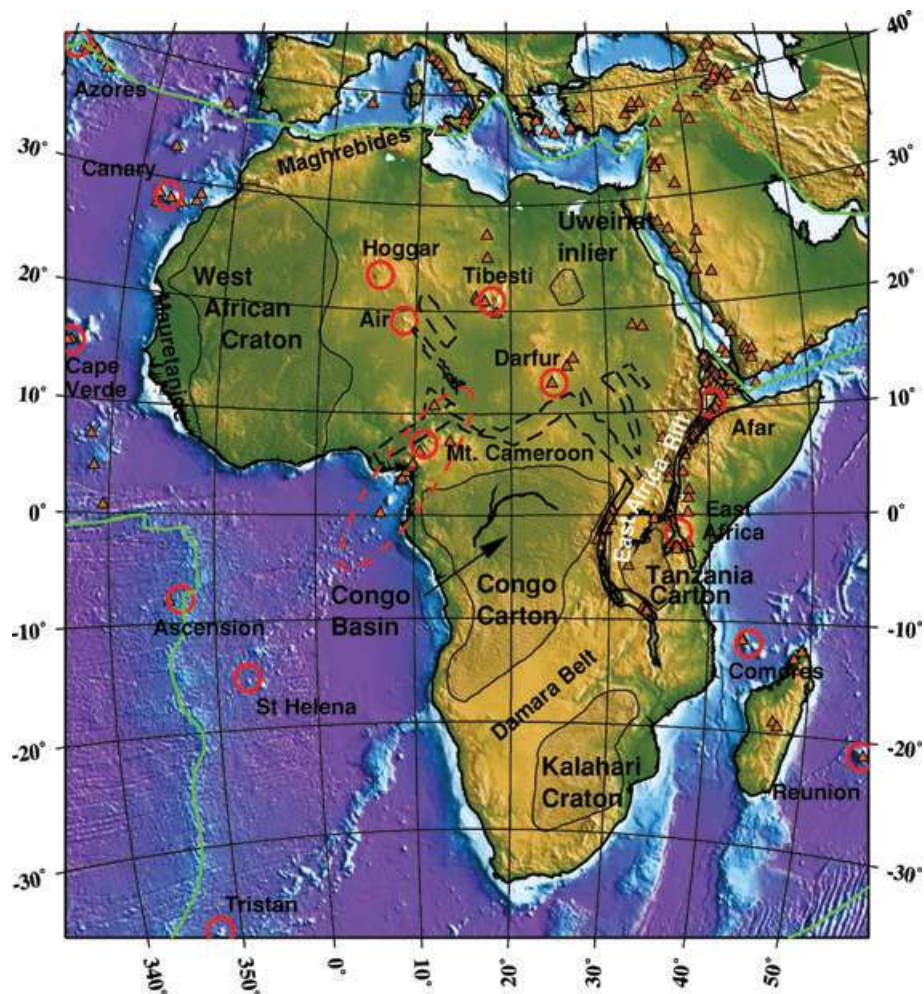 40°
Azores
30°
Maghrebides
30°
Canary
Uweinat
inlier
Hoggar
Tibesti
20°
West
African
Craton
20°
Air
Mauretanide
Darfur
Cape
Verde
10°
10°
Afar
Mt. Cameroon
East Africa Rift
0°
East
Africa
0°
Congo
Basin
Congo
Carton
Tanzania
Carton
Ascension
-10°
-10°
Comores
St Helena
Damara Belt
-20°
-20°
Kalahari
Craton
Reunion
-30°
-30°
Tristan
340°
350°
0°
10°
20°
30°
40°
50°